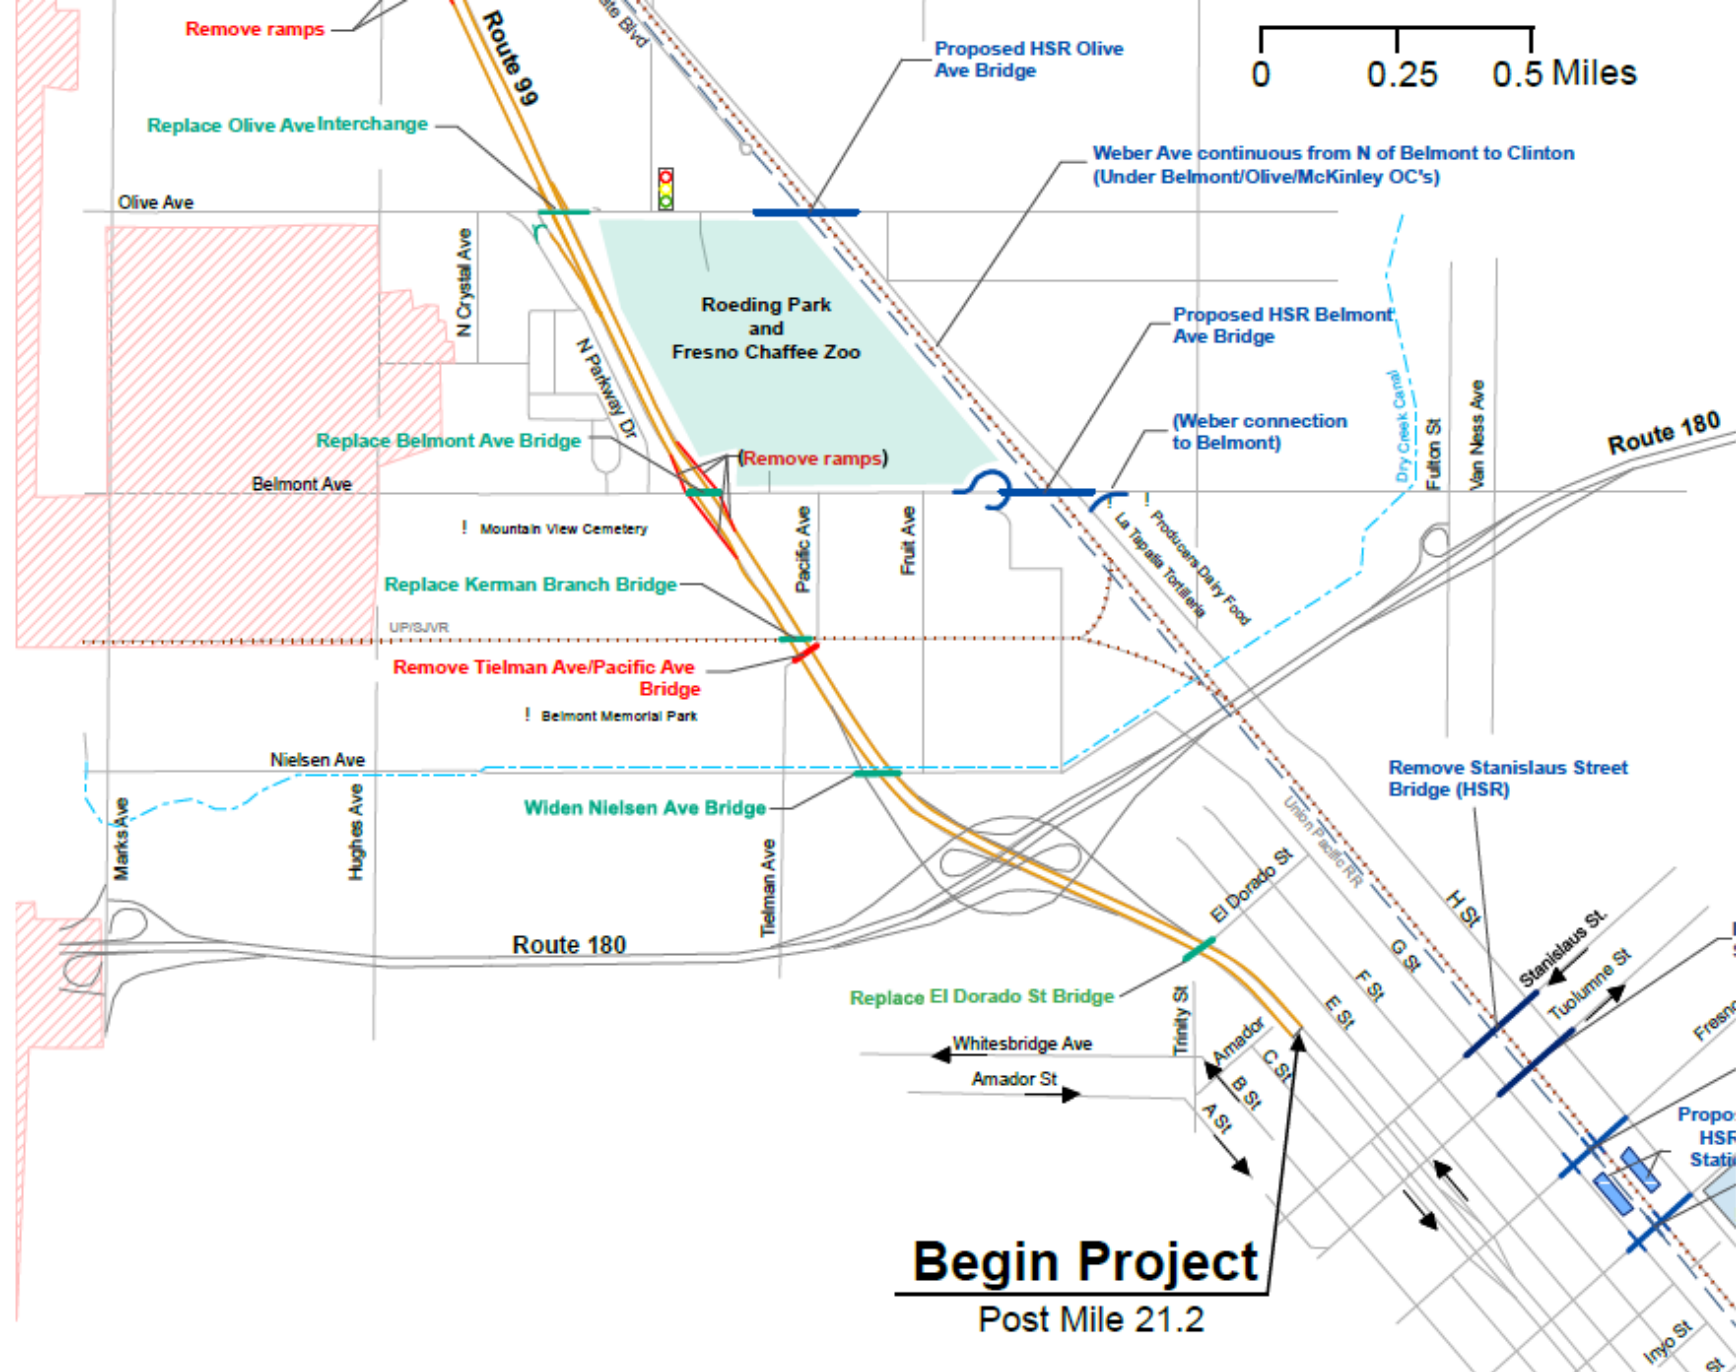 Remove ramps
Route 99
Blvd
Proposed HSR Olive
Ave Bridge
0 0.25 0.5 Miles
Replace Olive Ave Interchange
Weber Ave continuous from N of Belmont to Clinton
(Under Belmont/Olive/McKinley OC's)
Olive Ave
N Crystal Ave
Roeding Park
and
Fresno Chaffee Zoo
Proposed HSR Belmont
Ave Bridge
N Parkway Dr
Dry Creek Canal
Fulton St
Van Ness Ave
Route 180
(Weber connection
to Belmont)
Replace Belmont Ave Bridge
(Remove ramps)
Belmont Ave
! Mountain View Cemetery
Pacific Ave
Fruit Ave
! La Tapatia Tortilleria
! Producers Dairy Food
Replace Kerman Branch Bridge
UP/SJVR
Remove Tielman Ave/Pacific Ave
Bridge
! Belmont Memorial Park
Nielsen Ave
Widen Nielsen Ave Bridge
Marks Ave
Hughes Ave
Tielman Ave
Union Pacific RR
Remove Stanislaus Street
Bridge (HSR)
Route 180
El Dorado St
H St
G St
F St
E St
Stanislaus St.
Tuolumne St
Replace El Dorado St Bridge
Trinity St
Whitesbridge Ave
Amador St
Amador
C St
B St
A St
HSR
Begin Project
Post Mile 21.2
Inyo St
St